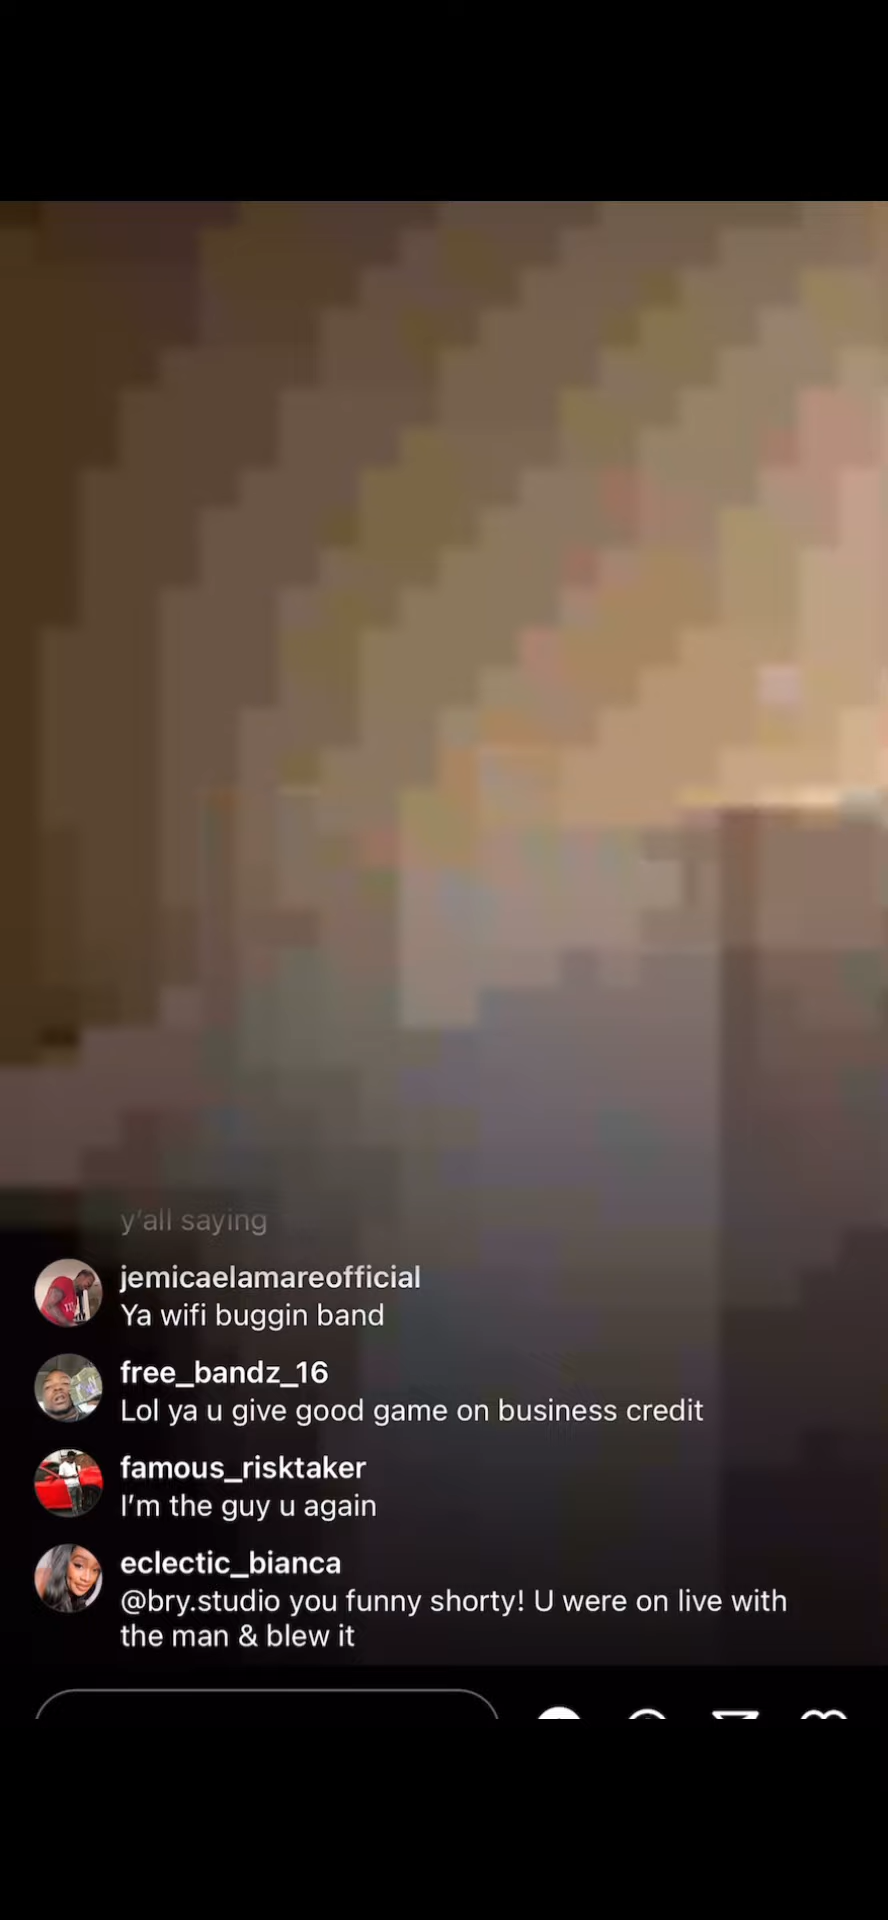 y'all saying
jemicaelamareofficial
Ya wifi buggin band
free_bandz_16
Lol ya u give good game on business credit
famous_risktaker
I'm the guy u again
eclectic_bianca
@bry.studio you funny shorty! U were on live with
the man & blew it